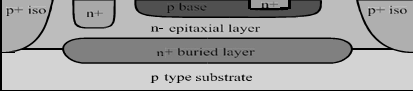 p+ iso
n+
p base
n+
p+ iso
n- epitaxial layer
n+ buried layer
p type substrate